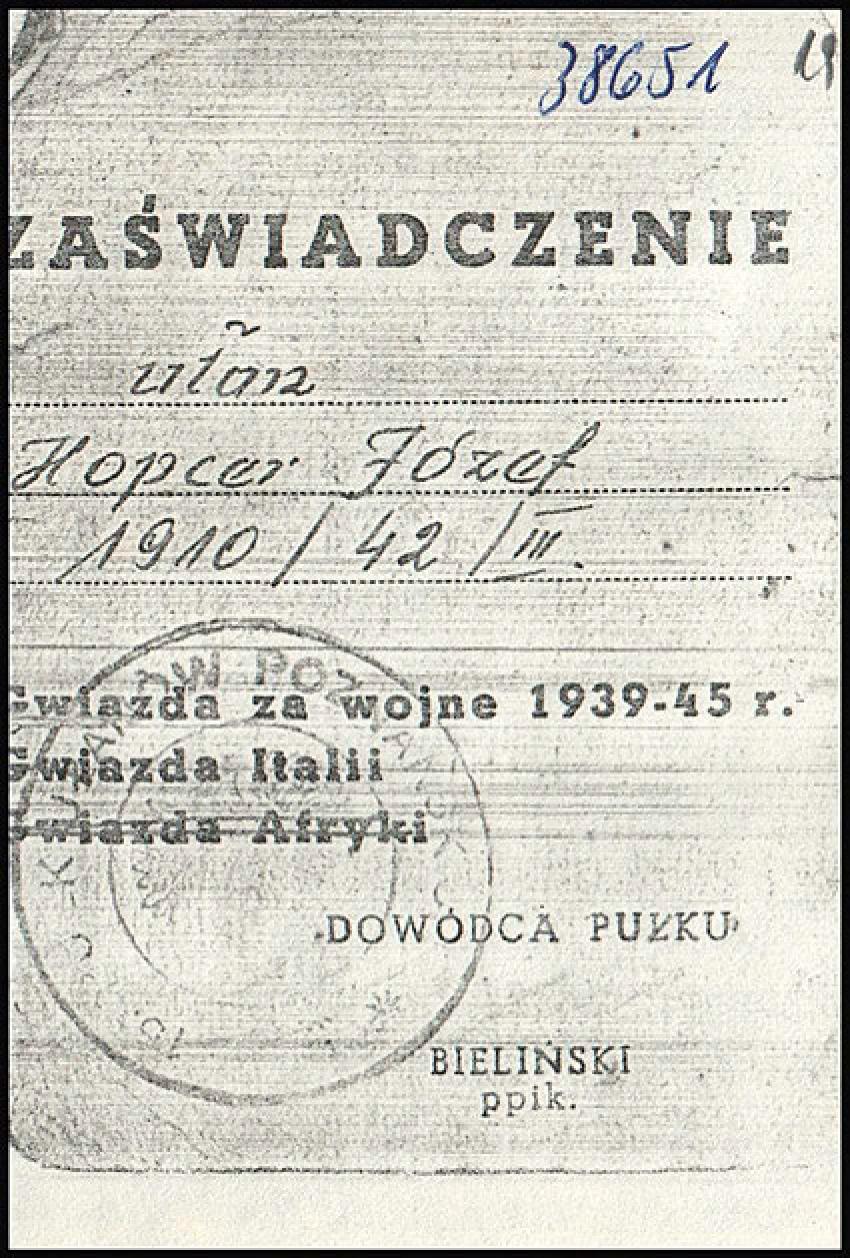 38651
ZAŚWIADCZENIE
ułan
Hopcer Józef
1910/42/III.
Gwiazda za wojne 1939-45 r.
Gwiazda Italii
Gwiazda Afryki
DOWÓDCA PUŁKU
BIELIŃSKI
ppłk.